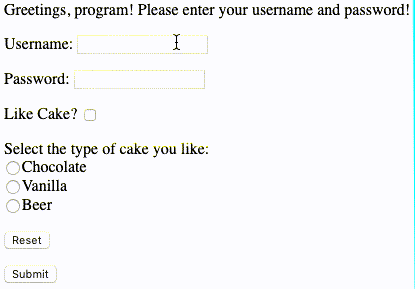 Greetings, program! Please enter your username and password!
Username:
Password:
Like Cake?
Select the type of cake you like:
Chocolate
Vanilla
Beer
Reset
Submit